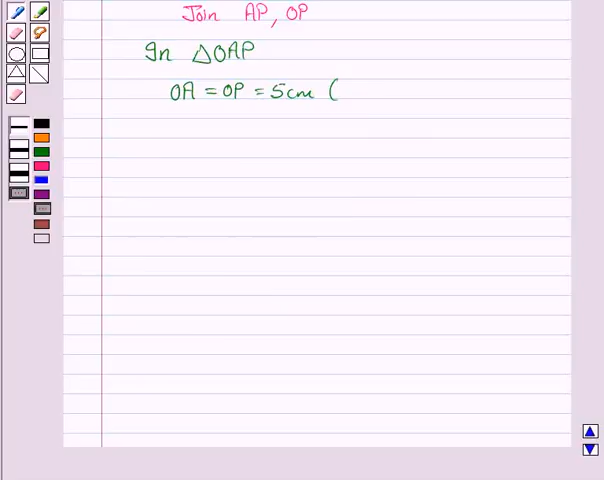 Join AP, OP
In △OAP
OA = OP = 5cm (